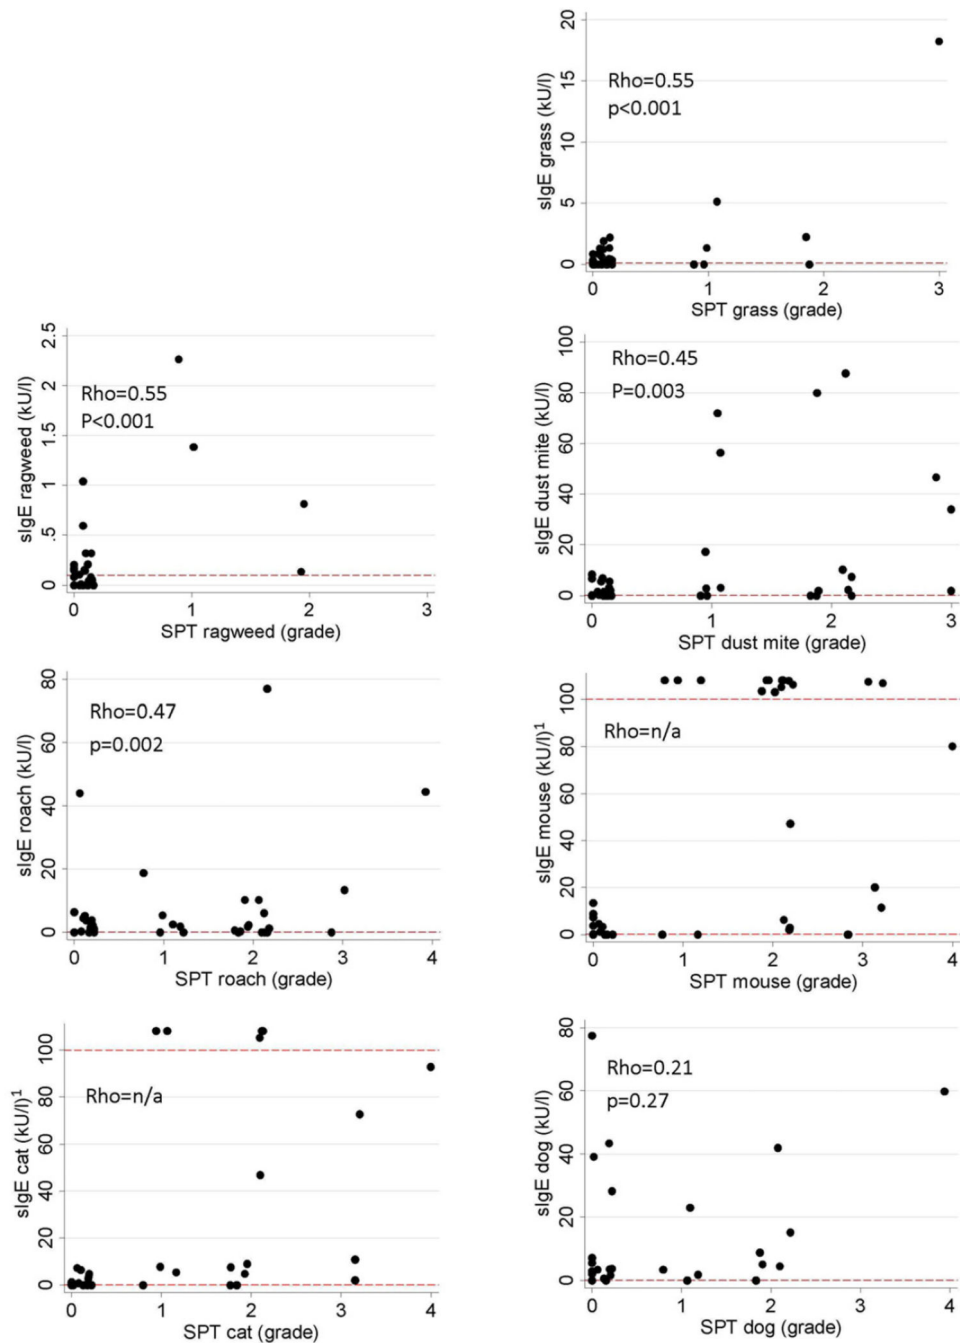 20
15
10
5
0
sIgE grass (kU/l)
Rho=0.55
p<0.001
0 1 2 3
SPT grass (grade)
2.5
2
1.5
1
.5
0
sIgE ragweed (kU/l)
Rho=0.55
P<0.001
0 1 2 3
SPT ragweed (grade)
100
80
60
40
20
0
sIgE dust mite (kU/l)
Rho=0.45
P=0.003
0 1 2 3
SPT dust mite (grade)
80
60
40
20
0
sIgE roach (kU/l)
Rho=0.47
p=0.002
0 1 2 3 4
SPT roach (grade)
100
80
60
40
20
0
sIgE mouse (kU/l)¹
Rho=n/a
0 1 2 3 4
SPT mouse (grade)
100
80
60
40
20
0
sIgE cat (kU/l)¹
Rho=n/a
0 1 2 3 4
SPT cat (grade)
80
60
40
20
0
sIgE dog (kU/l)
Rho=0.21
p=0.27
0 1 2 3 4
SPT dog (grade)